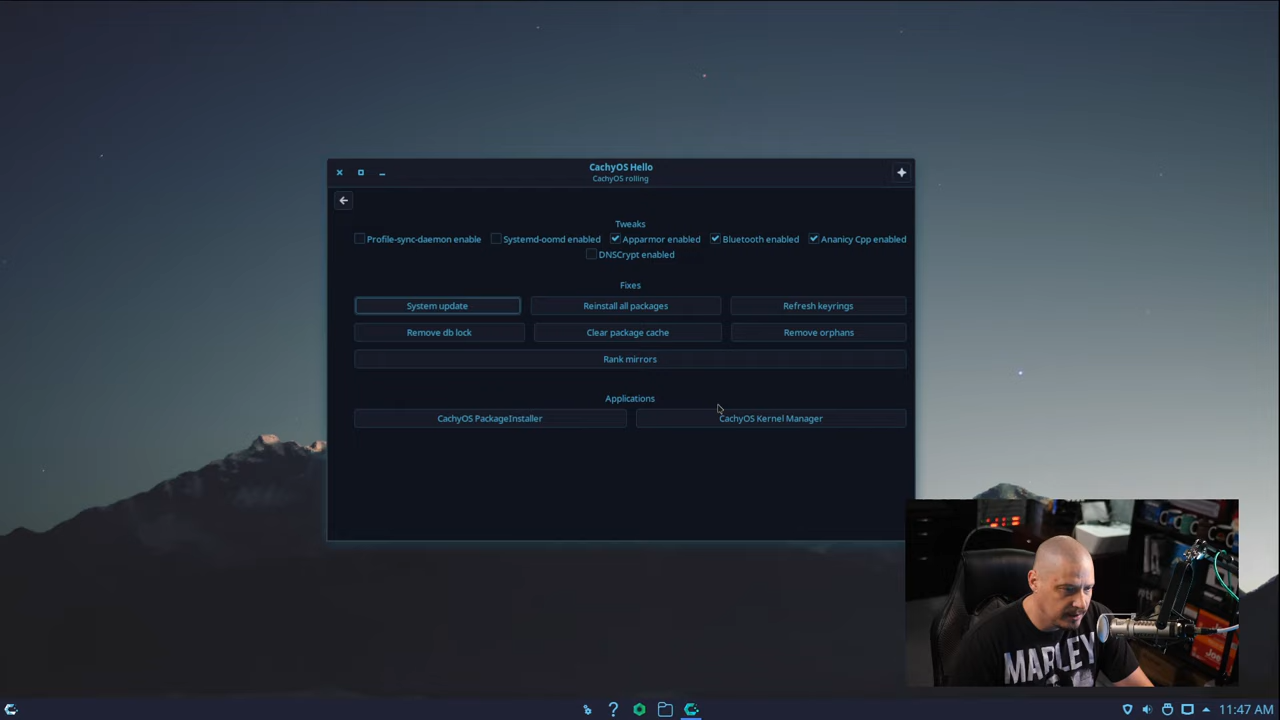 CachyOS Hello
CachyOS rolling
Tweaks
Profile-sync-daemon enable Systemd-oomd enabled Apparmor enabled Bluetooth enabled Ananicy Cpp enabled
DNSCrypt enabled
Fixes
System update Reinstall all packages Refresh keyrings
Remove db lock Clear package cache Remove orphans
Rank mirrors
Applications
CachyOS PackageInstaller CachyOS Kernel Manager
MARLEY
11:47 AM